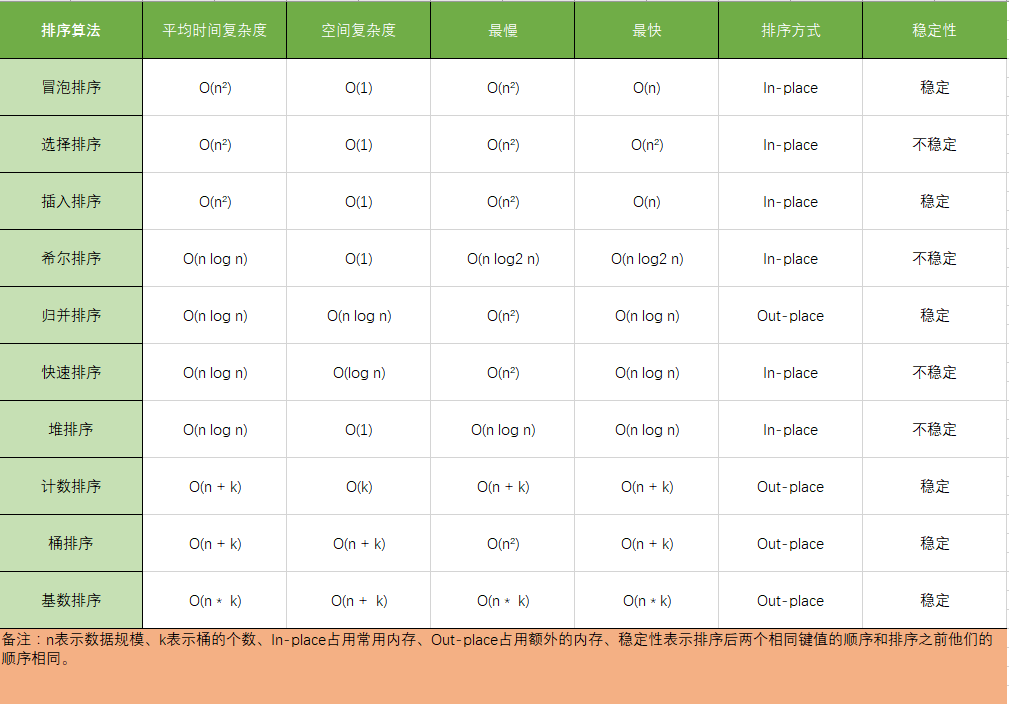 排序算法 平均时间复杂度 空间复杂度 最慢 最快 排序方式 稳定性
冒泡排序 O(n²) O(1) O(n²) O(n) In-place 稳定
选择排序 O(n²) O(1) O(n²) O(n²) In-place 不稳定
插入排序 O(n²) O(1) O(n²) O(n) In-place 稳定
希尔排序 O(n log n) O(1) O(n log2 n) O(n log2 n) In-place 不稳定
归并排序 O(n log n) O(n log n) O(n²) O(n log n) Out-place 稳定
快速排序 O(n log n) O(log n) O(n²) O(n log n) In-place 不稳定
堆排序 O(n log n) O(1) O(n log n) O(n log n) In-place 不稳定
计数排序 O(n + k) O(k) O(n + k) O(n + k) Out-place 稳定
桶排序 O(n + k) O(n + k) O(n²) O(n + k) Out-place 稳定
基数排序 O(n * k) O(n + k) O(n * k) O(n * k) Out-place 稳定
备注：n表示数据规模、k表示桶的个数、In-place占用常用内存、Out-place占用额外的内存、稳定性表示排序后两个相同键值的顺序和排序之前他们的
顺序相同。